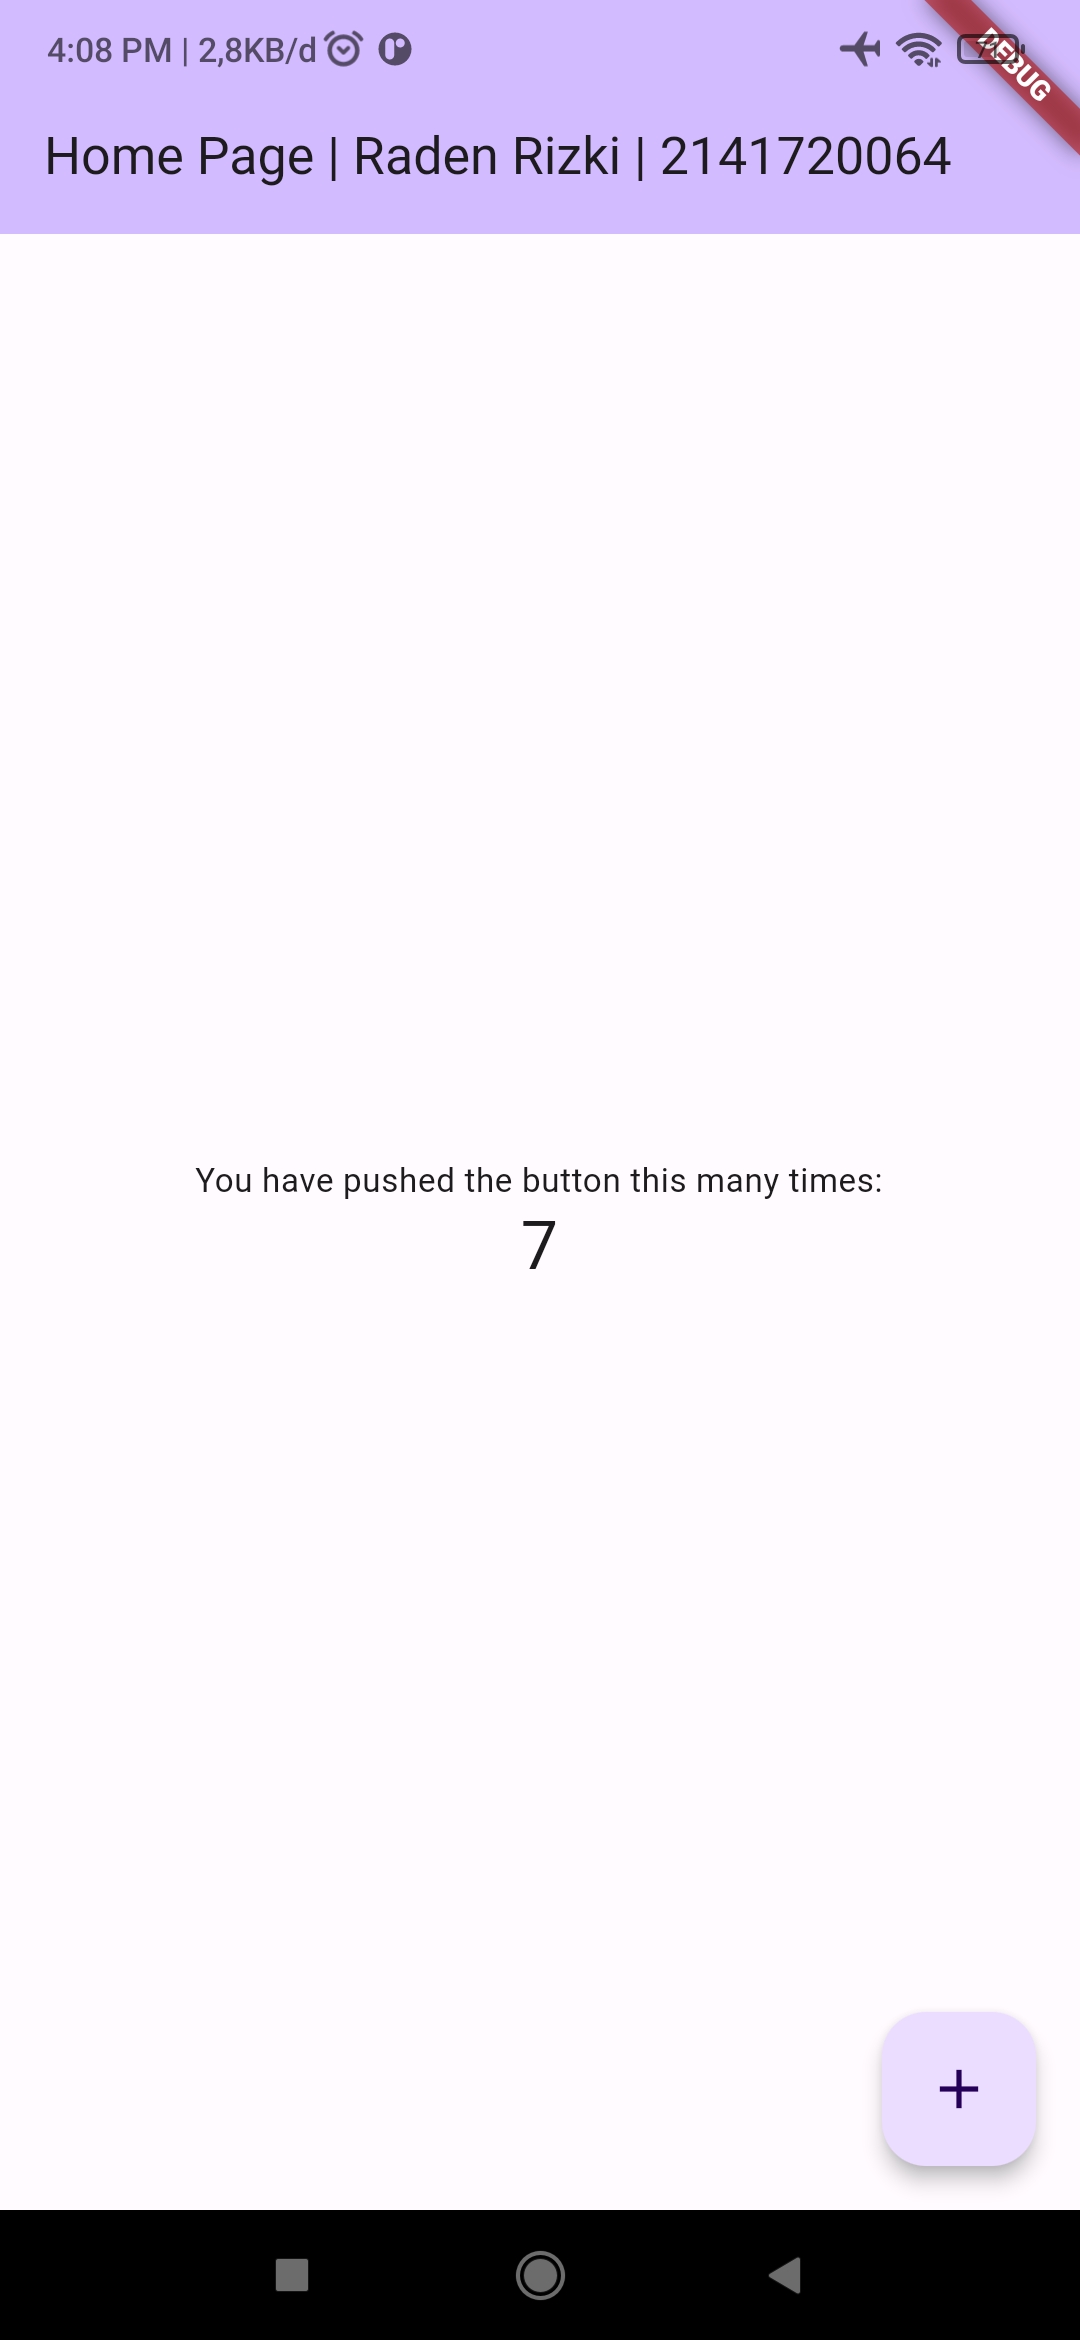 4:08 PM | 2,8KB/d
DEBUG
Home Page | Raden Rizki | 2141720064
You have pushed the button this many times:
7